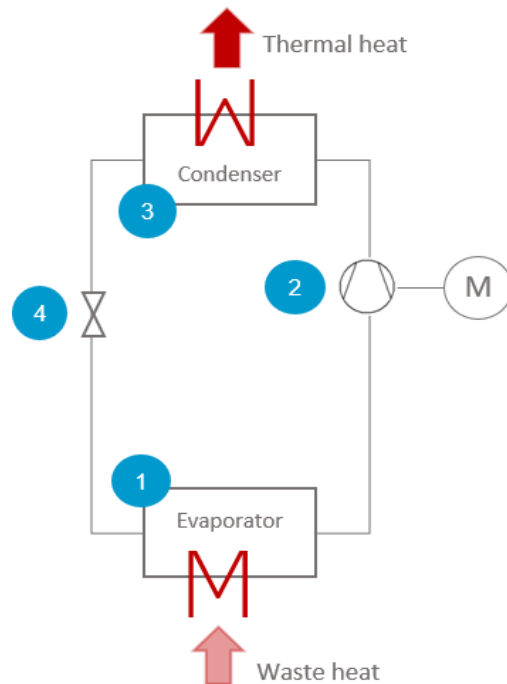 Thermal heat
Condenser
3
2
M
4
1
Evaporator
Waste heat